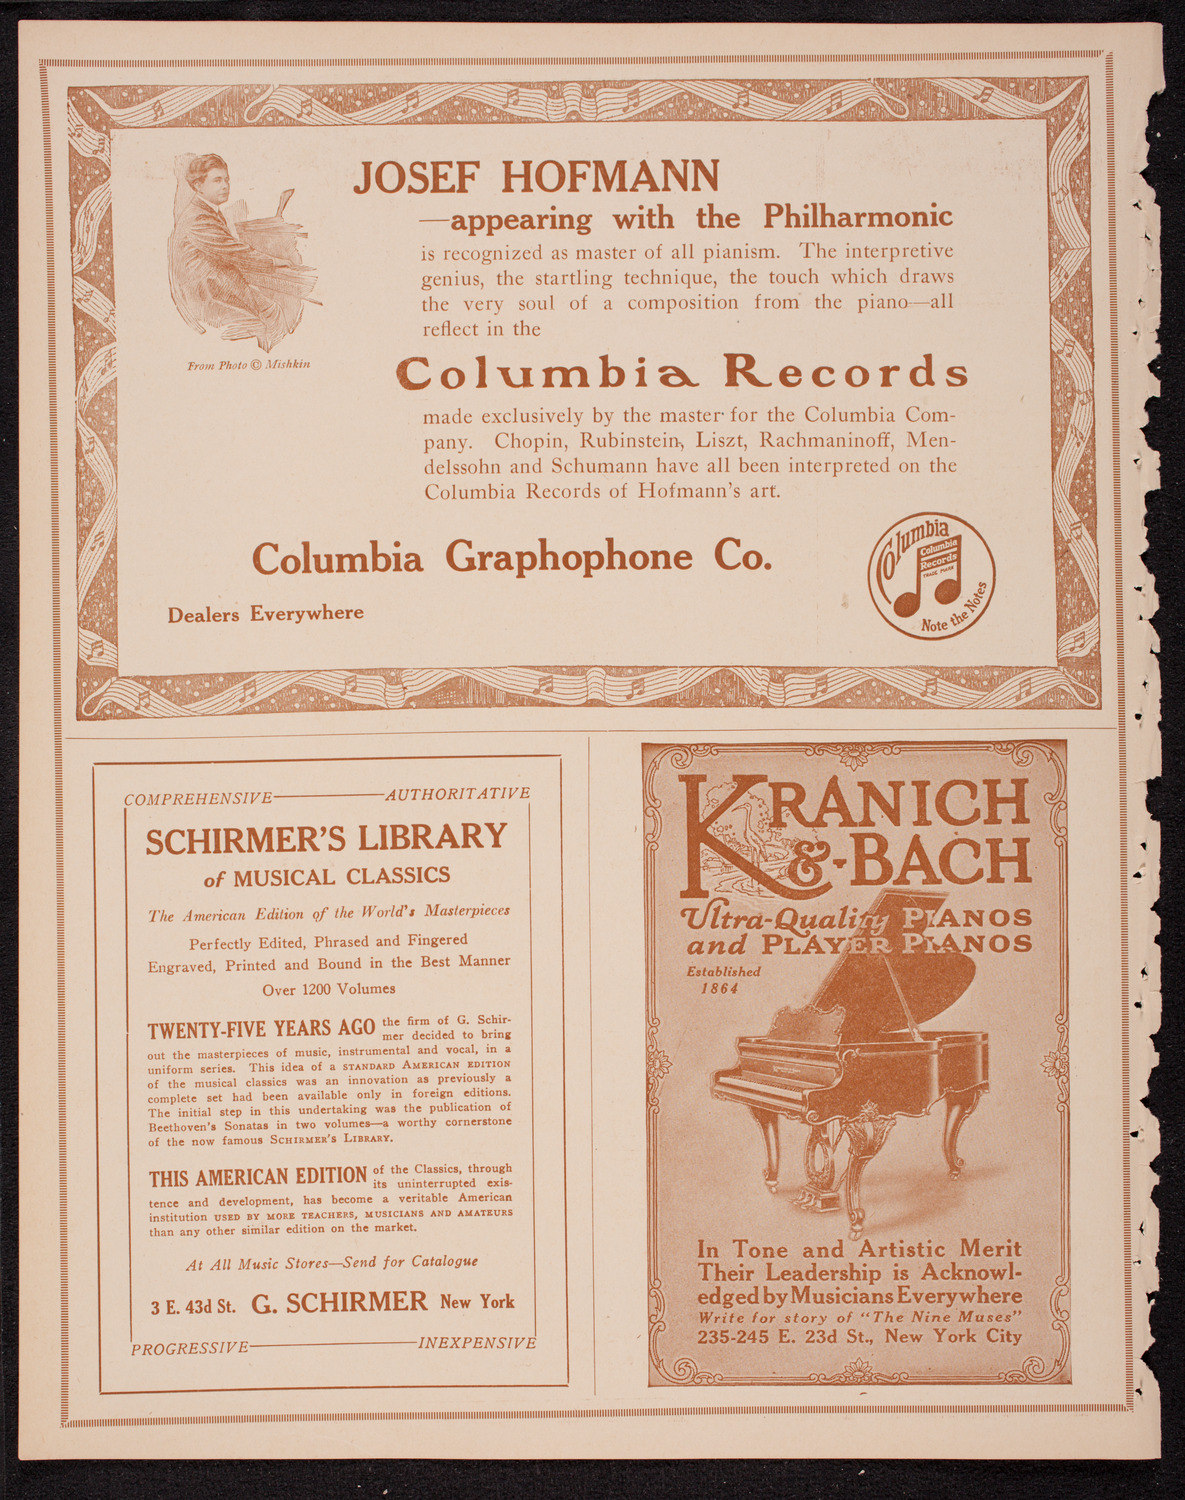 JOSEF HOFMANN
—appearing with the Philharmonic
is recognized as master of all pianism. The interpretive
genius, the startling technique, the touch which draws
the very soul of a composition from the piano—all
reflect in the
From Photo © Mishkin
Columbia Records
made exclusively by the master for the Columbia Com-
pany. Chopin, Rubinstein, Liszt, Rachmaninoff, Men-
delssohn and Schumann have all been interpreted on the
Columbia Records of Hofmann's art.
Columbia Graphophone Co.
Dealers Everywhere
Columbia
Columbia
Records
TRADE MARK
Note the Notes
COMPREHENSIVE—AUTHORITATIVE
SCHIRMER'S LIBRARY
of MUSICAL CLASSICS
The American Edition of the World's Masterpieces
Perfectly Edited, Phrased and Fingered
Engraved, Printed and Bound in the Best Manner
Over 1200 Volumes
TWENTY-FIVE YEARS AGO the firm of G. Schir-
mer decided to bring
out the masterpieces of music, instrumental and vocal, in a
uniform series. This idea of a STANDARD AMERICAN EDITION
of the musical classics was an innovation as previously a
complete set had been available only in foreign editions.
The initial step in this undertaking was the publication of
Beethoven's Sonatas in two volumes—a worthy cornerstone
of the now famous SCHIRMER'S LIBRARY.
THIS AMERICAN EDITION of the Classics, through
its uninterrupted exis-
tence and development, has become a veritable American
institution USED BY MORE TEACHERS, MUSICIANS AND AMATEURS
than any other similar edition on the market.
At All Music Stores—Send for Catalogue
3 E. 43d St. G. SCHIRMER New York
PROGRESSIVE—INEXPENSIVE
KRANICH
&-BACH
Ultra-Quality PIANOS
and PLAYER PIANOS
Established
1864
In Tone and Artistic Merit
Their Leadership is Acknowl-
edged by Musicians Everywhere
Write for story of "The Nine Muses"
235-245 E. 23d St., New York City